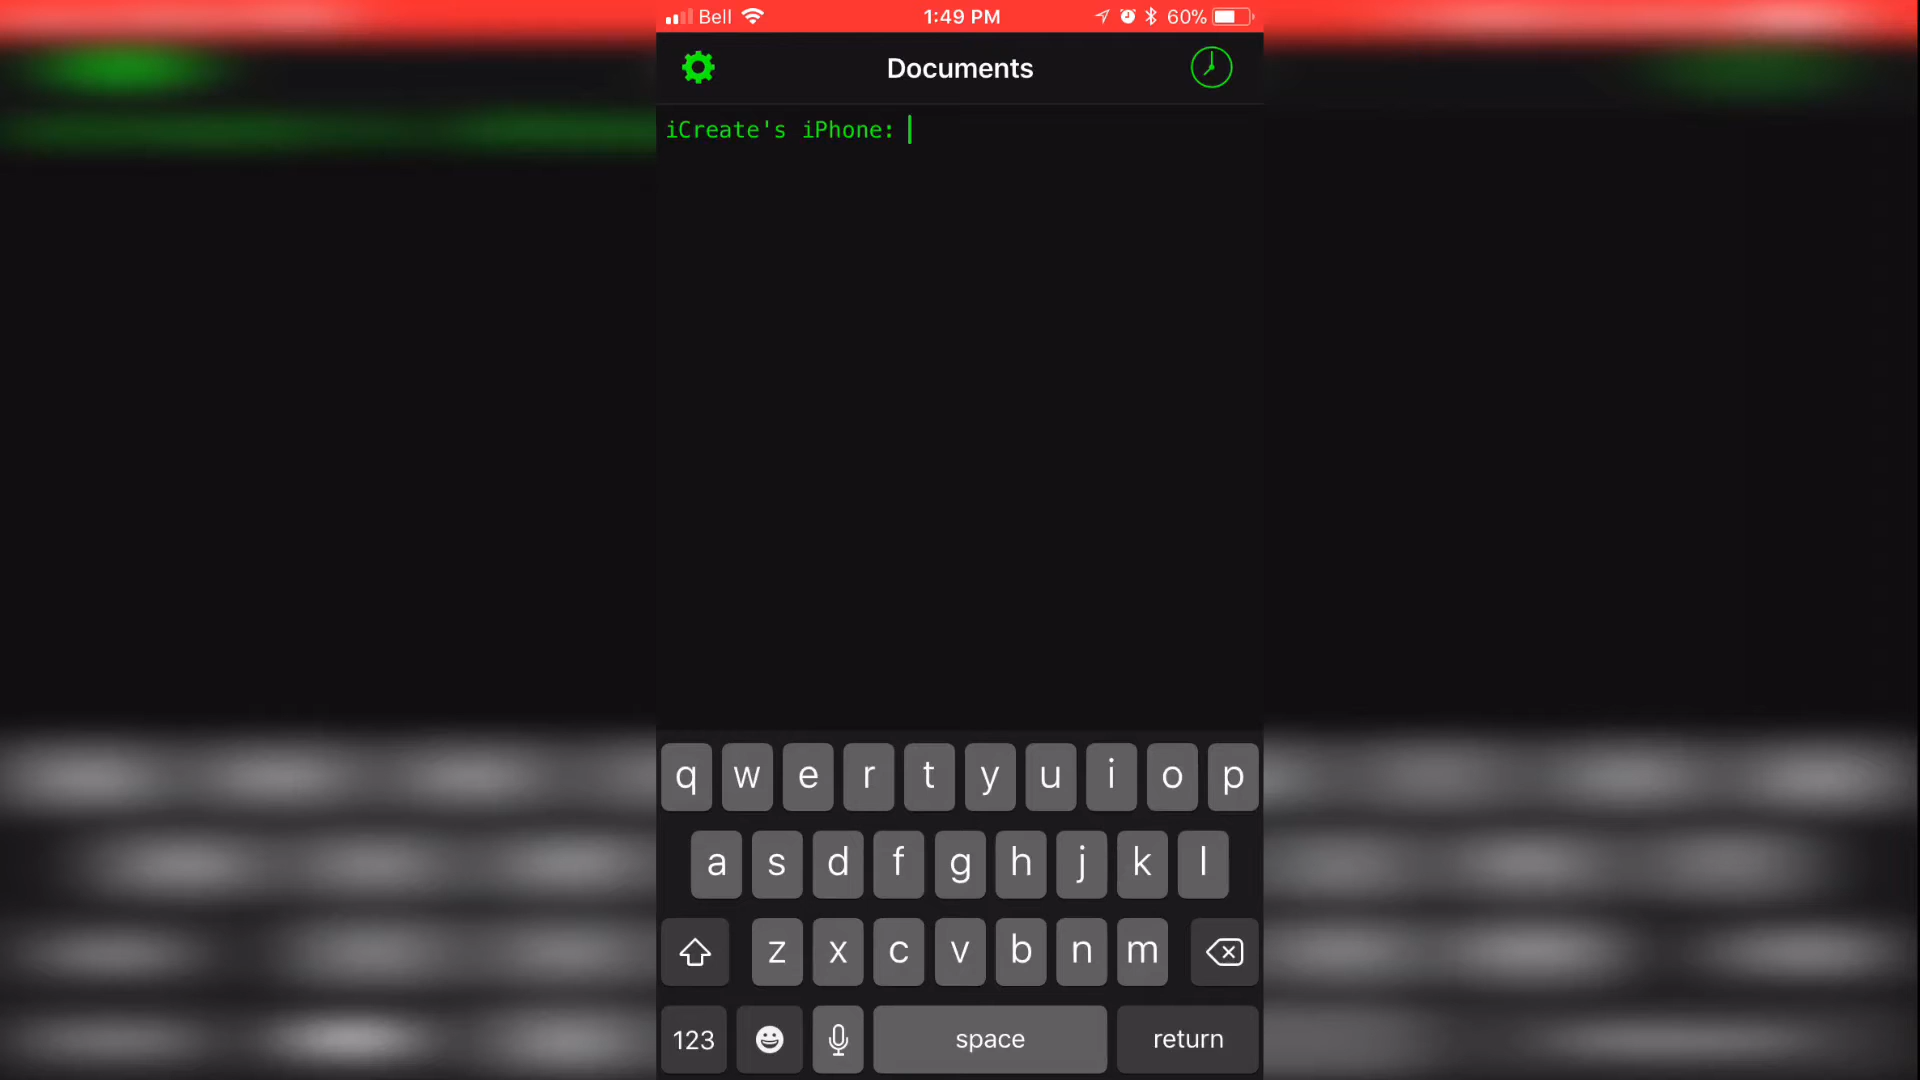 Bell 1:49 PM 60%
Documents
iCreate's iPhone:
q w e r t y u i o p
a s d f g h j k l
z x c v b n m
123 space return